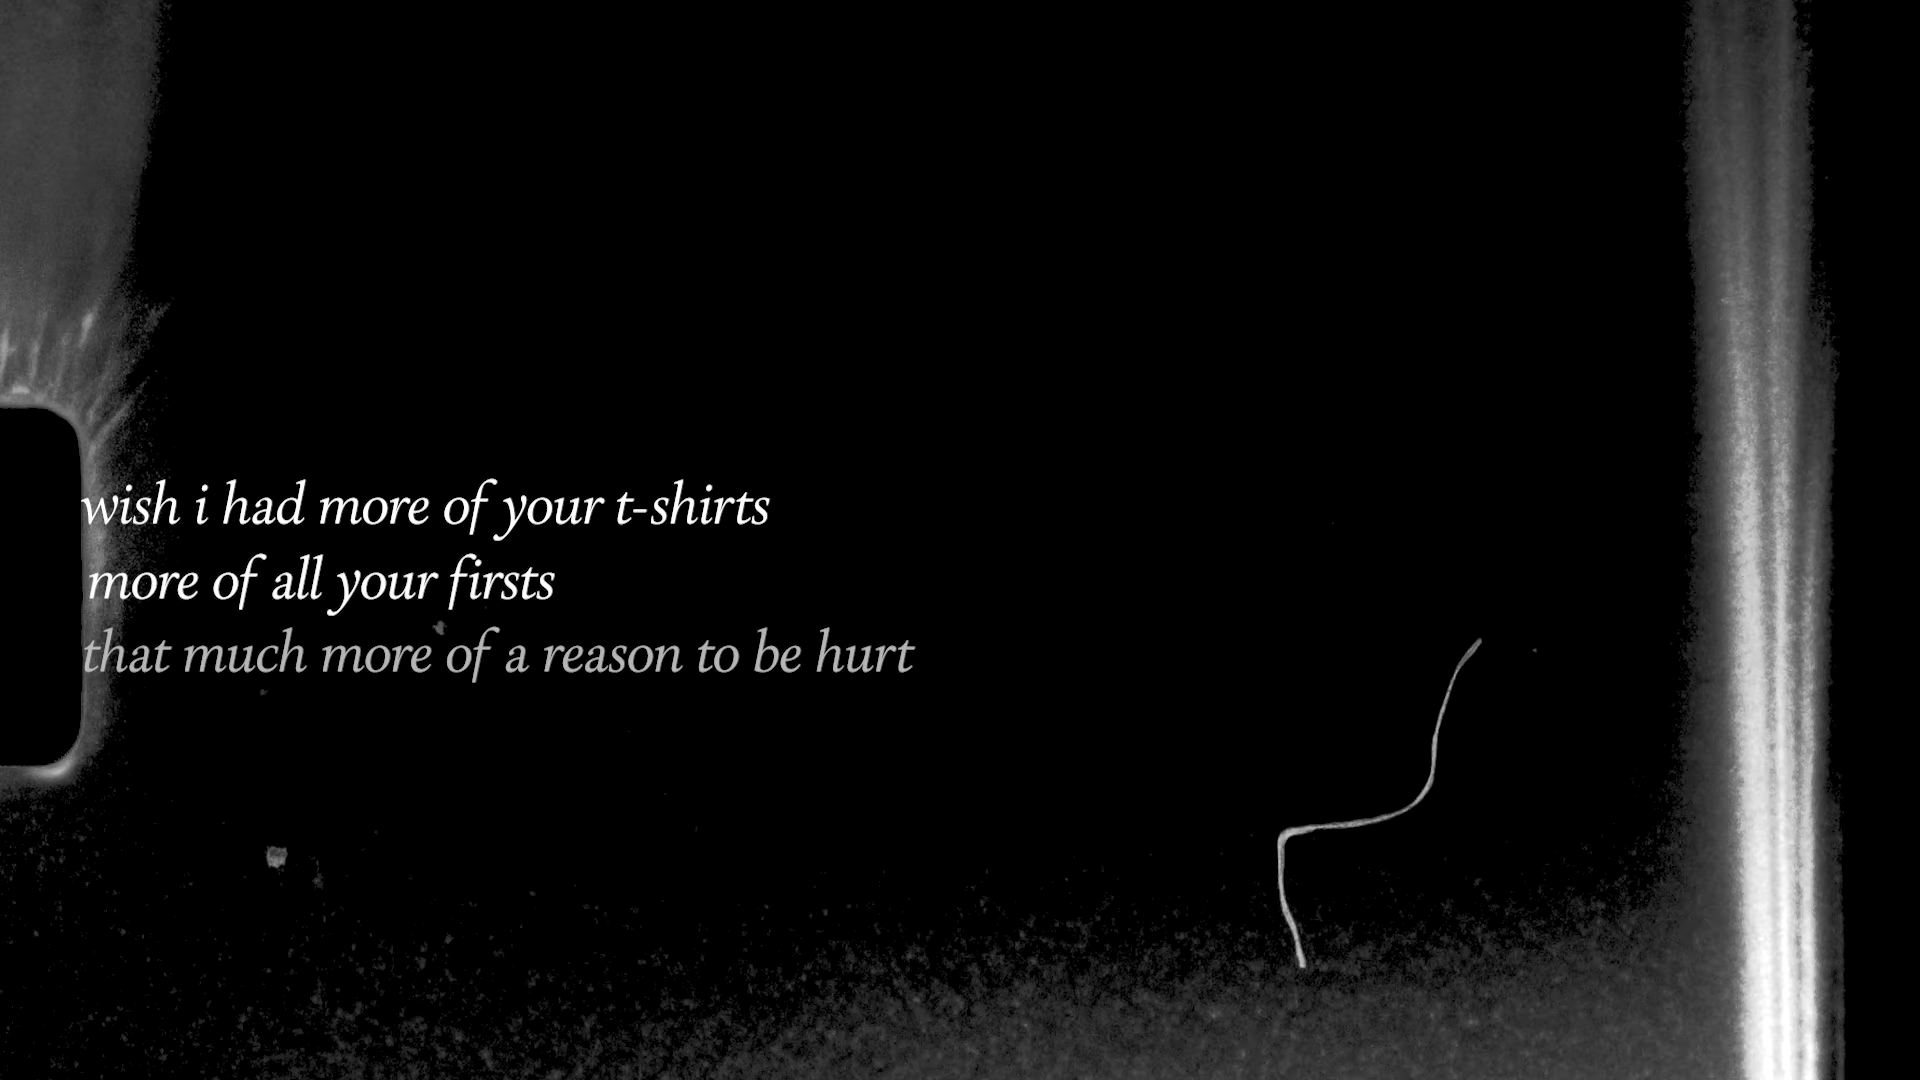 wish i had more of your t-shirts
more of all your firsts
that much more of a reason to be hurt